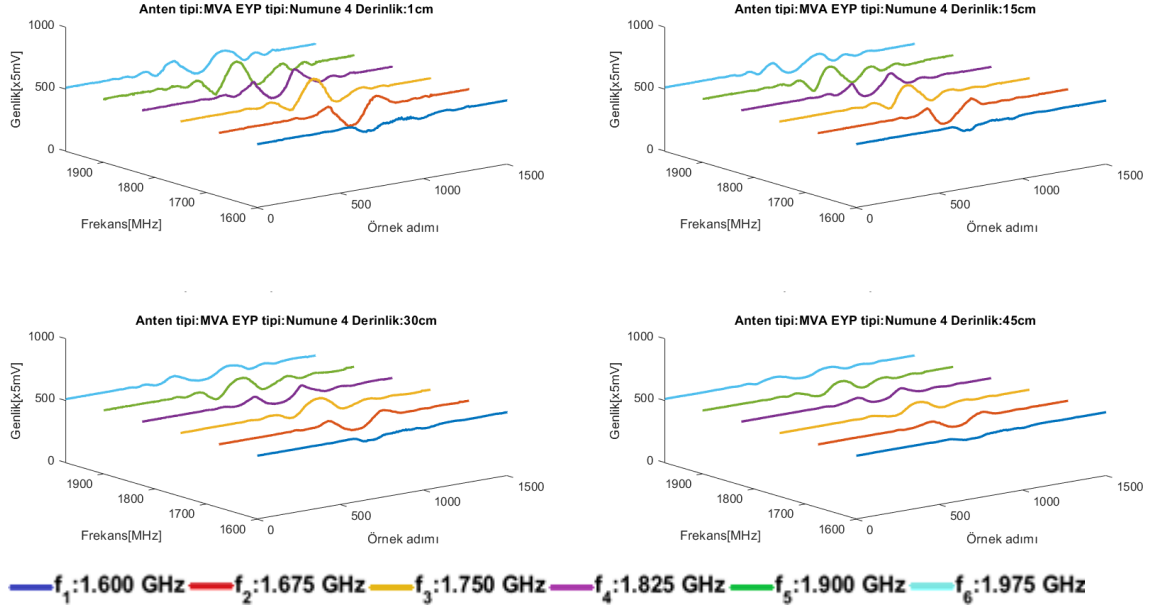 Anten tipi:MVA EYP tipi:Numune 4 Derinlik:1cm
1000
500
0
Genlik[x5mV]
1900
1800
1700
1600
Frekans[MHz]
0
500
1000
1500
Örnek adımı
Anten tipi:MVA EYP tipi:Numune 4 Derinlik:15cm
1000
500
0
Genlik[x5mV]
1900
1800
1700
1600
Frekans[MHz]
0
500
1000
1500
Örnek adımı
Anten tipi:MVA EYP tipi:Numune 4 Derinlik:30cm
1000
500
0
Genlik[x5mV]
1900
1800
1700
1600
Frekans[MHz]
0
500
1000
1500
Örnek adımı
Anten tipi:MVA EYP tipi:Numune 4 Derinlik:45cm
1000
500
0
Genlik[x5mV]
1900
1800
1700
1600
Frekans[MHz]
0
500
1000
1500
Örnek adımı
f₁:1.600 GHz f₂:1.675 GHz f₃:1.750 GHz f₄:1.825 GHz f₅:1.900 GHz f₆:1.975 GHz